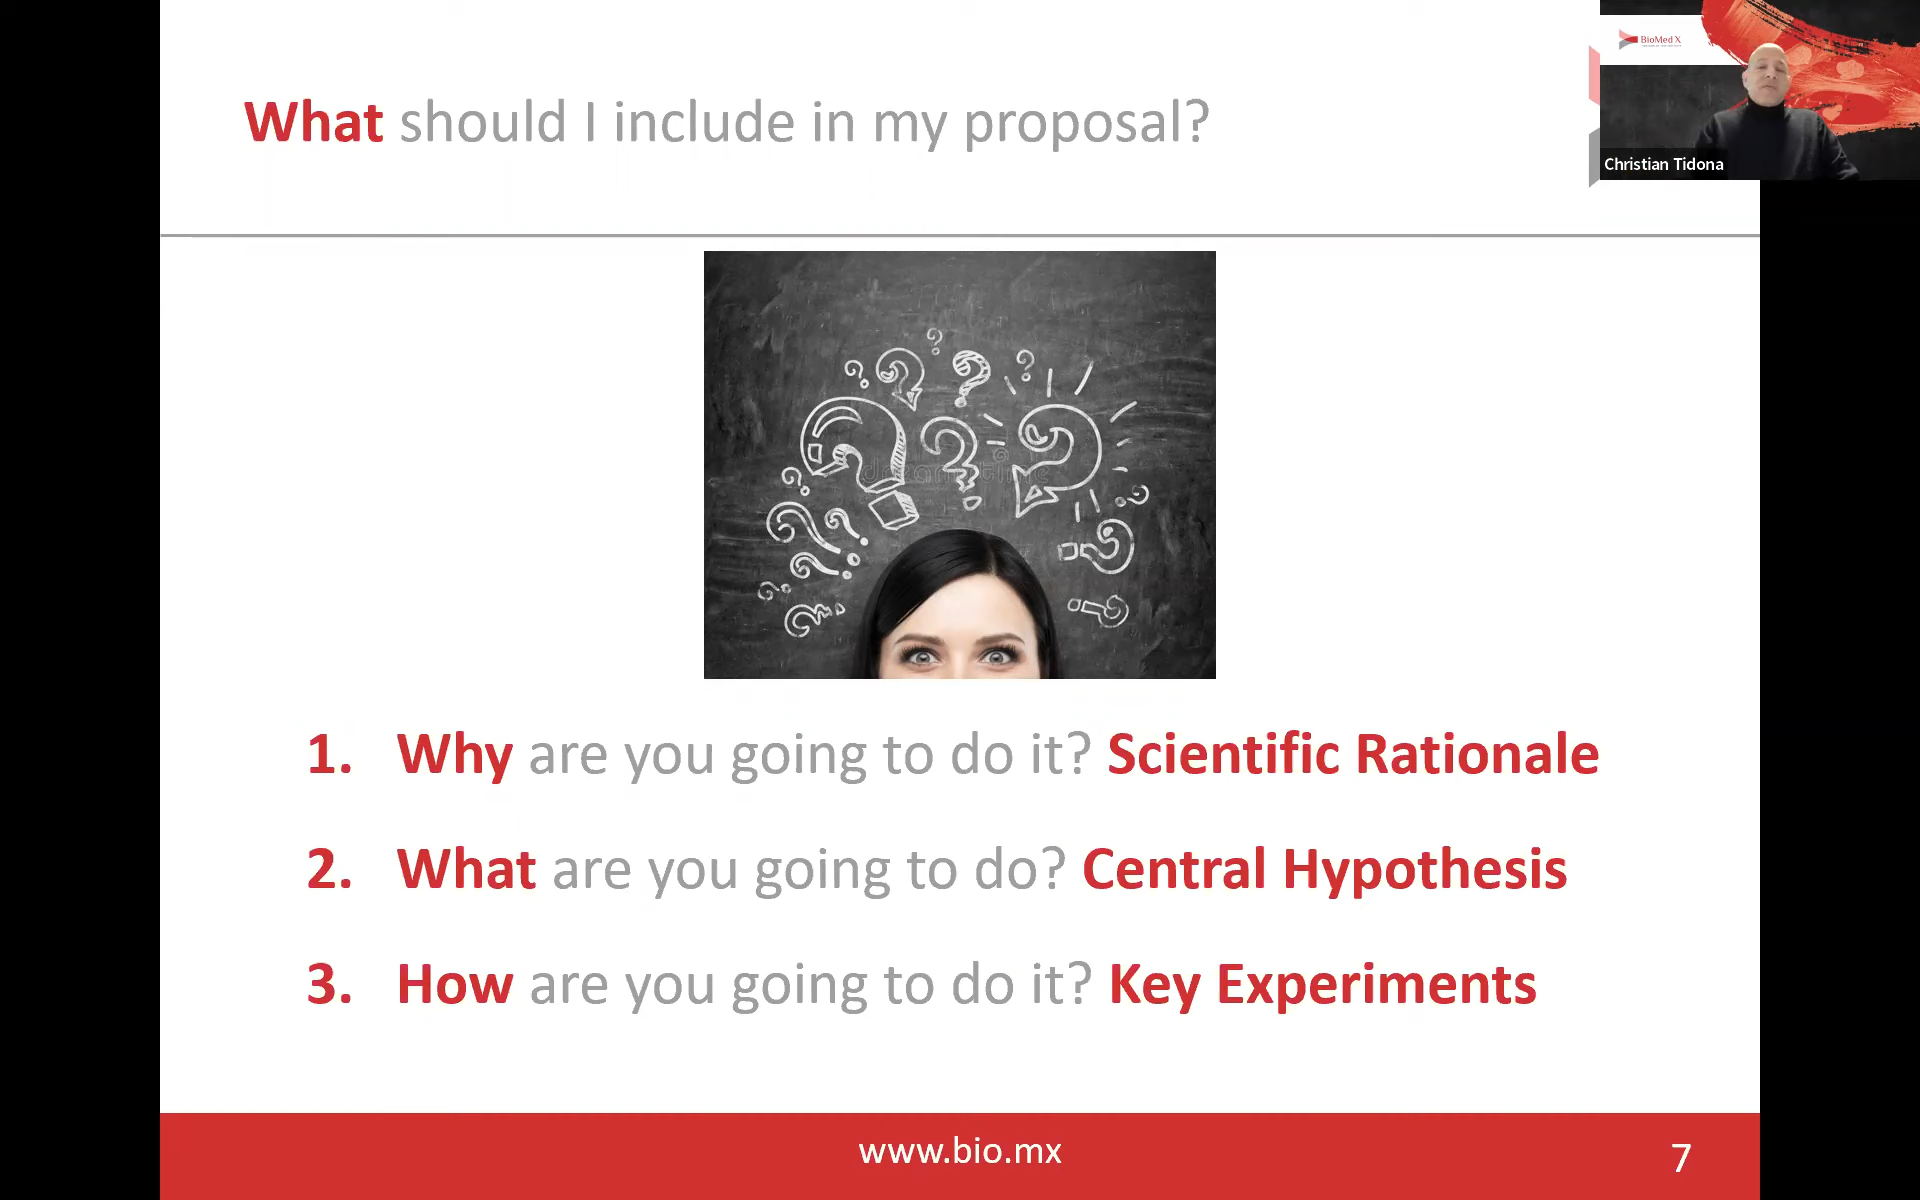 What should I include in my proposal?
BioMed X
Christian Tidona
dreamstime
1. Why are you going to do it? Scientific Rationale
2. What are you going to do? Central Hypothesis
3. How are you going to do it? Key Experiments
www.bio.mx
7